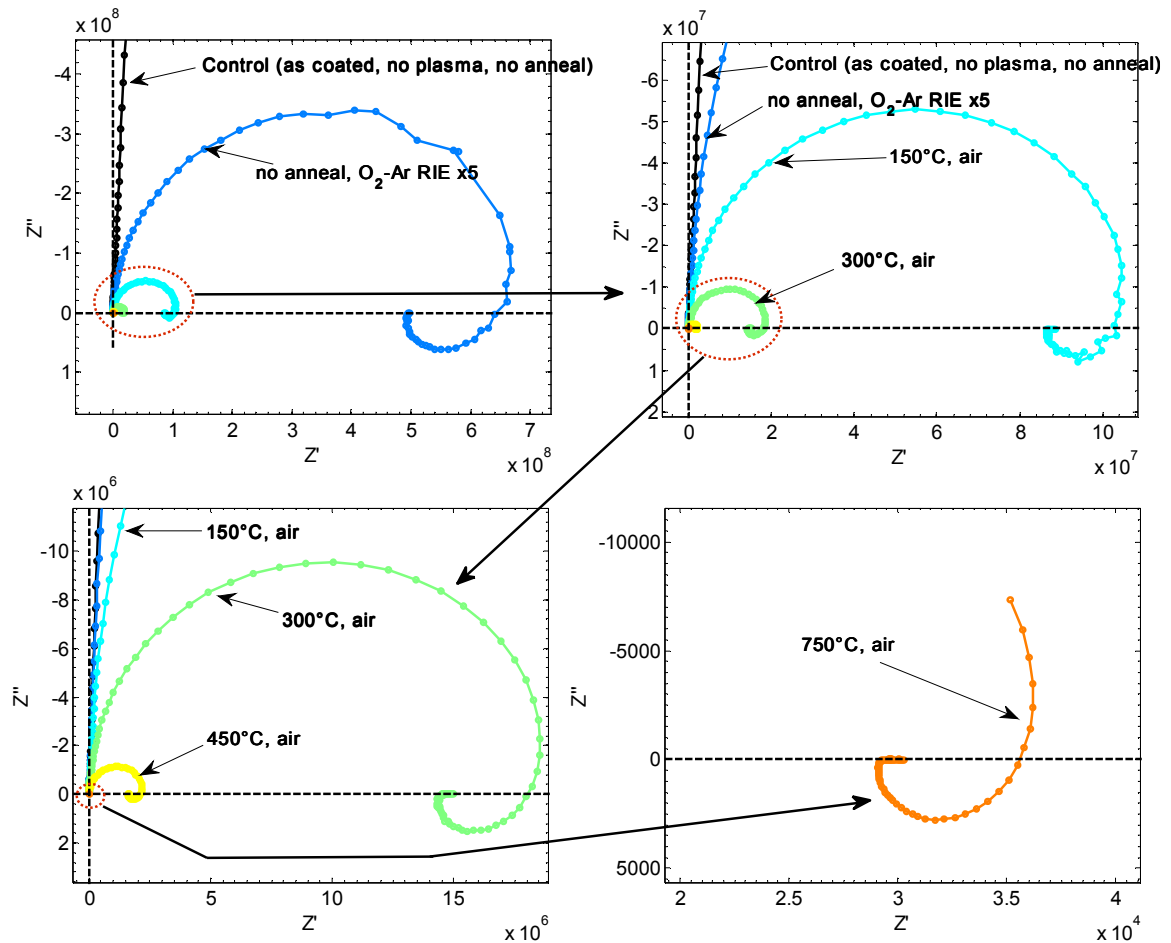 x 10^8
-4
-3
-2
-1
0
1
Z''
0
1
2
3
4
5
6
7
Z'
x 10^8
Control (as coated, no plasma, no anneal)
no anneal, O_2-Ar RIE x5
x 10^7
-6
-5
-4
-3
-2
-1
0
1
2
Z''
0
2
4
6
8
10
Z'
x 10^7
Control (as coated, no plasma, no anneal)
no anneal, O_2-Ar RIE x5
150°C, air
300°C, air
x 10^6
-10
-8
-6
-4
-2
0
2
Z''
0
5
10
15
Z'
x 10^6
150°C, air
300°C, air
450°C, air
-10000
-5000
0
5000
Z''
2
3
3.5
4
Z'
x 10^4
750°C, air